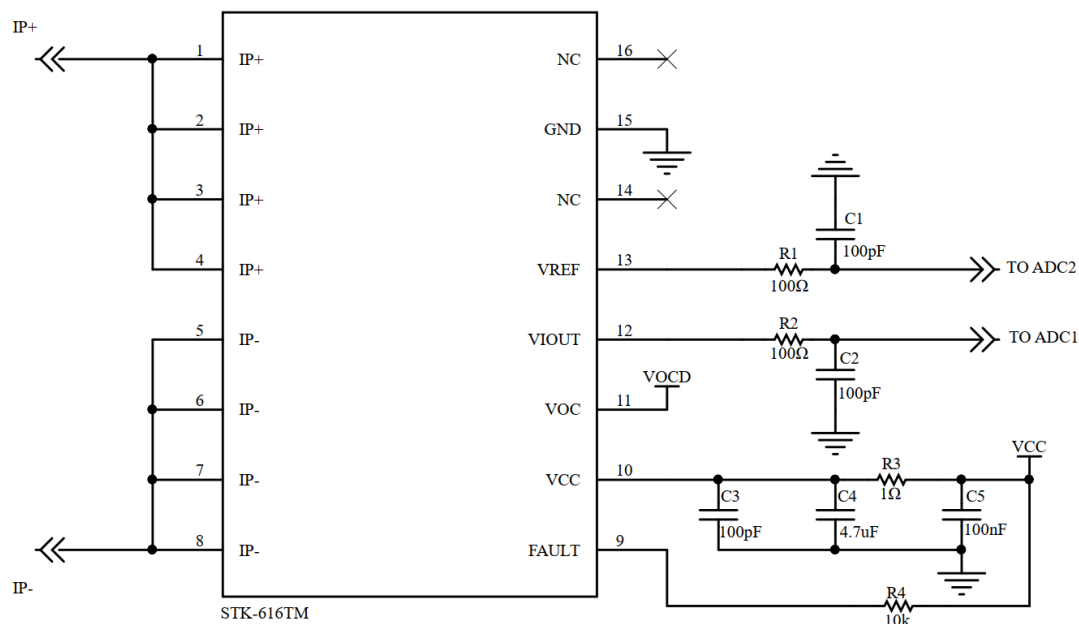 IP+
1 IP+ NC 16
2 IP+ GND 15
3 IP+ NC 14
C1
100pF
4 IP+ VREF 13 R1 TO ADC2
100Ω
5 IP- VIOUT 12 R2 TO ADC1
100Ω
C2
100pF
VOCD
6 IP- VOC 11
VCC
7 IP- VCC 10 R3
1Ω
C3 C4 C5
100pF 4.7uF 100nF
8 IP- FAULT 9
IP-
R4
10k
STK-616TM